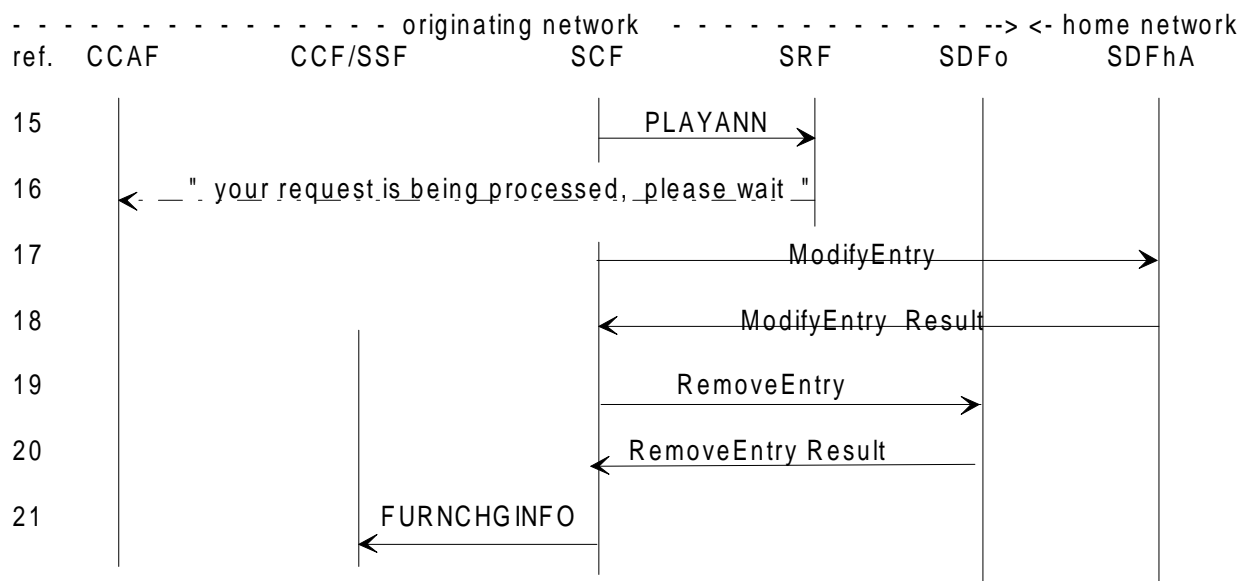 - - - - - - - - - - - - - - - - originating network - - - - - - - - - - - - - --> <- home network
ref. CCAF CCF/SSF SCF SRF SDFo SDFhA
15 PLAYANN
16 " your request is being processed, please wait "
17 ModifyEntry
18 ModifyEntry Result
19 RemoveEntry
20 RemoveEntry Result
21 FURNCHGINFO